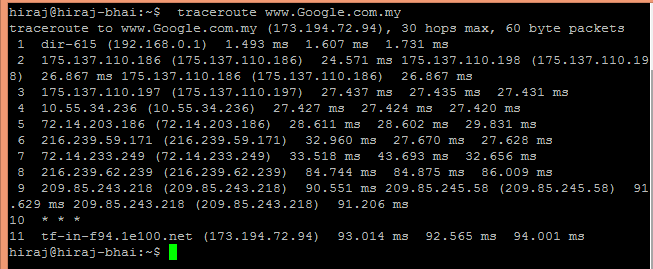 hiraj@hiraj-bhai:~$  traceroute www.Google.com.my
traceroute to www.Google.com.my (173.194.72.94), 30 hops max, 60 byte packets
 1  dir-615 (192.168.0.1)  1.493 ms  1.607 ms  1.731 ms
 2  175.137.110.186 (175.137.110.186)  24.571 ms 175.137.110.198 (175.137.110.19
8)  26.867 ms 175.137.110.186 (175.137.110.186)  26.867 ms
 3  175.137.110.197 (175.137.110.197)  27.437 ms  27.435 ms  27.431 ms
 4  10.55.34.236 (10.55.34.236)  27.427 ms  27.424 ms  27.420 ms
 5  72.14.203.186 (72.14.203.186)  28.611 ms  28.602 ms  29.831 ms
 6  216.239.59.171 (216.239.59.171)  32.960 ms  27.670 ms  27.628 ms
 7  72.14.233.249 (72.14.233.249)  33.518 ms  43.693 ms  32.656 ms
 8  216.239.62.239 (216.239.62.239)  84.744 ms  84.875 ms  86.009 ms
 9  209.85.243.218 (209.85.243.218)  90.551 ms 209.85.245.58 (209.85.245.58)  91
.629 ms 209.85.243.218 (209.85.243.218)  91.206 ms
10  * * *
11  tf-in-f94.1e100.net (173.194.72.94)  93.014 ms  92.565 ms  94.001 ms
hiraj@hiraj-bhai:~$